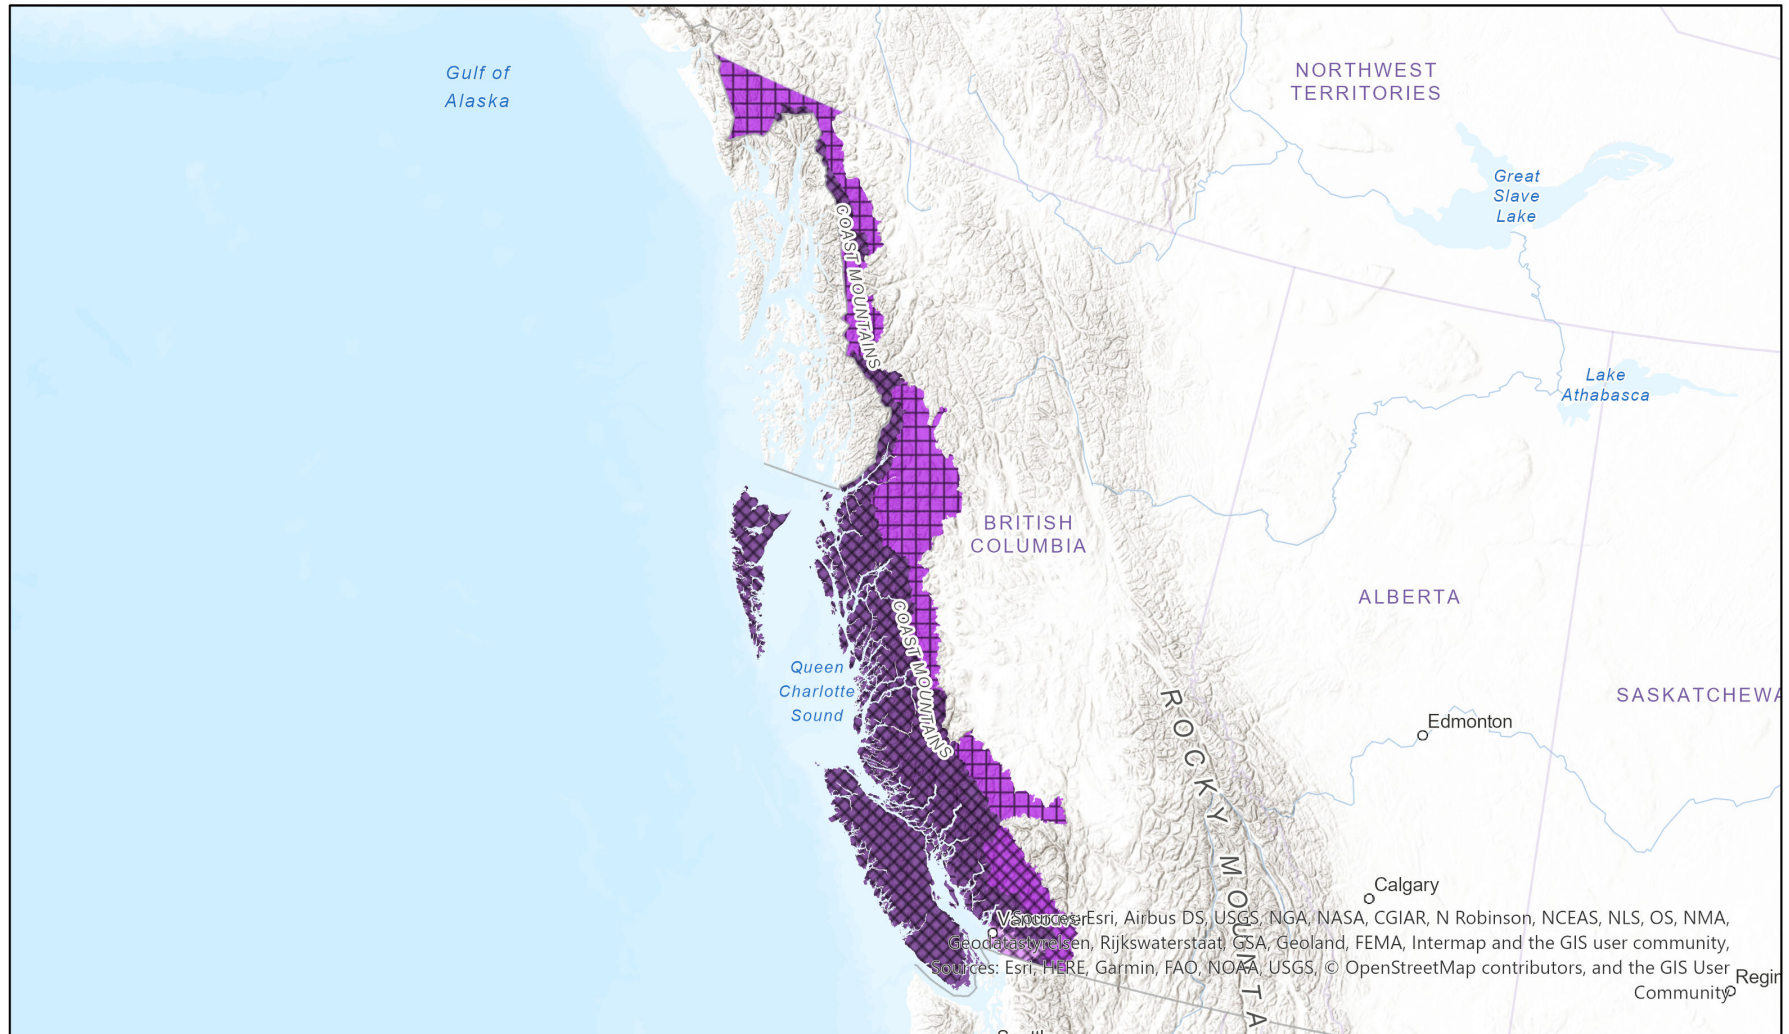 Gulf of
Alaska
NORTHWEST
TERRITORIES
Great
Slave
Lake
COAST MOUNTAINS
Lake
Athabasca
BRITISH
COLUMBIA
ALBERTA
COAST MOUNTAINS
Queen
Charlotte
Sound
SASKATCHEWA
ROCKY MOUNTA
Edmonton
Calgary
Sources: Esri, Airbus DS, USGS, NGA, NASA, CGIAR, N Robinson, NCEAS, NLS, OS, NMA,
Geodatastyrelsen, Rijkswaterstaat, GSA, Geoland, FEMA, Intermap and the GIS user community,
Sources: Esri, HERE, Garmin, FAO, NOAA, USGS, © OpenStreetMap contributors, and the GIS User
Community
Regin
Vancouver